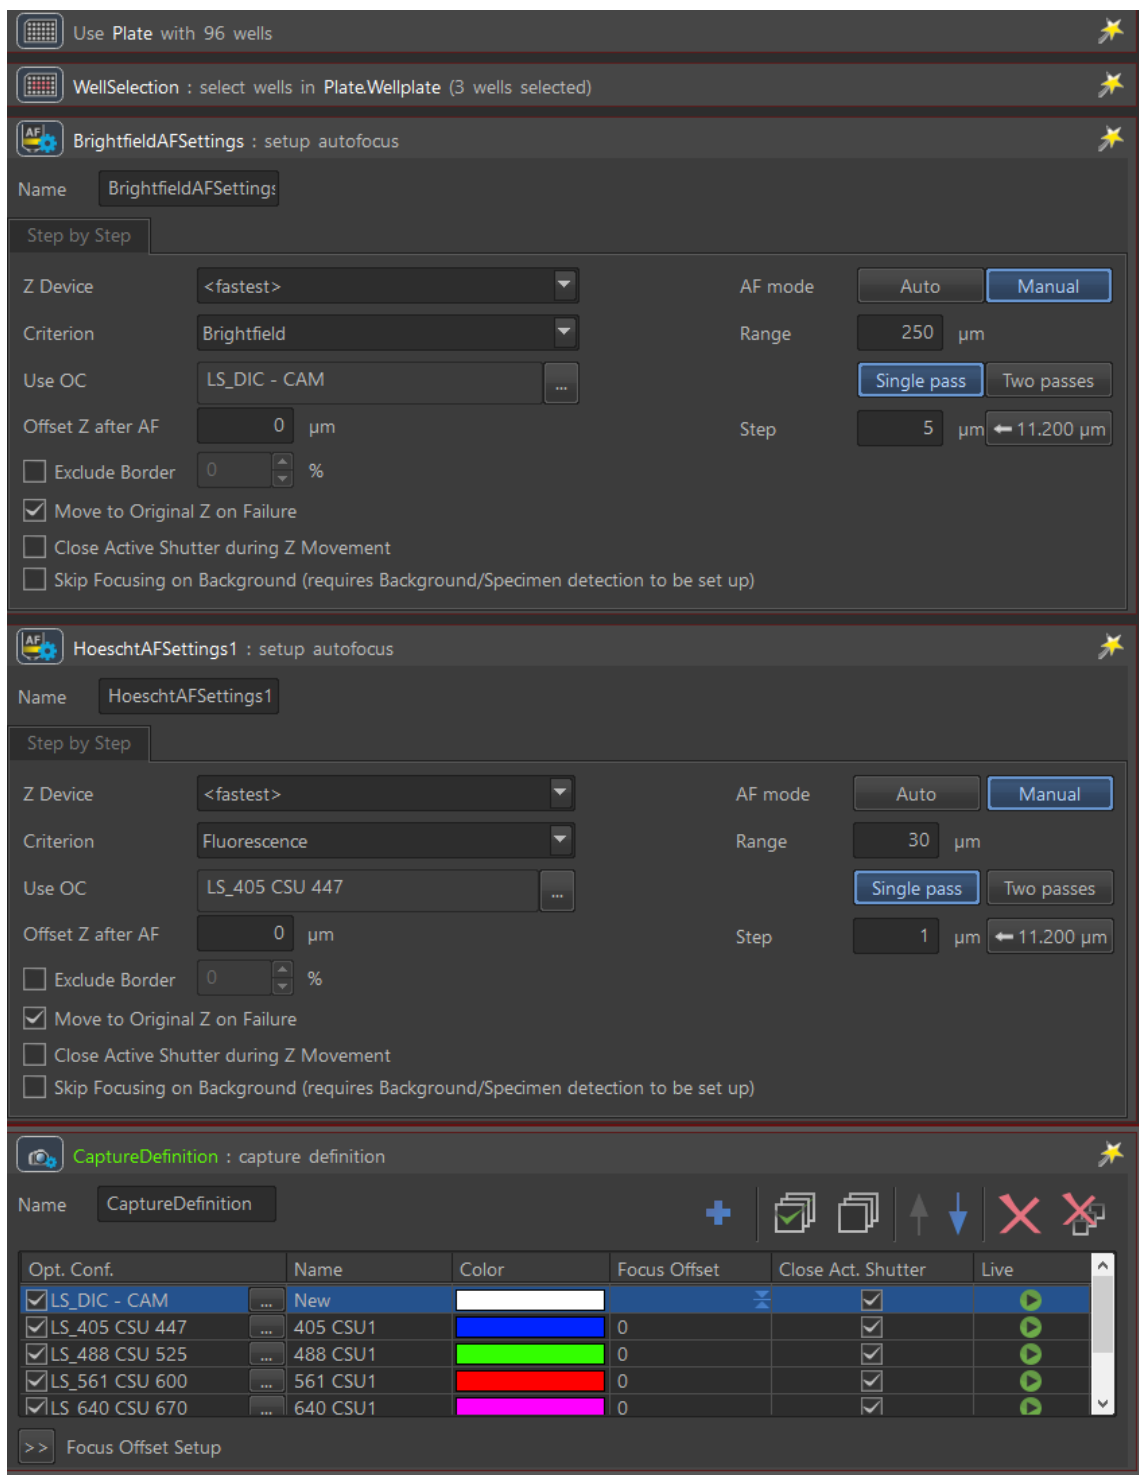 Use Plate with 96 wells
WellSelection : select wells in Plate.Wellplate (3 wells selected)
AF BrightfieldAFSettings : setup autofocus
Name BrightfieldAFSettings
Step by Step
Z Device <fastest> AF mode Auto Manual
Criterion Brightfield Range 250 µm
Use OC LS_DIC - CAM ... Single pass Two passes
Offset Z after AF 0 µm Step 5 µm 11.200 µm
Exclude Border 0 %
Move to Original Z on Failure
Close Active Shutter during Z Movement
Skip Focusing on Background (requires Background/Specimen detection to be set up)
AF HoeschtAFSettings1 : setup autofocus
Name HoeschtAFSettings1
Step by Step
Z Device <fastest> AF mode Auto Manual
Criterion Fluorescence Range 30 µm
Use OC LS_405 CSU 447 ... Single pass Two passes
Offset Z after AF 0 µm Step 1 µm 11.200 µm
Exclude Border 0 %
Move to Original Z on Failure
Close Active Shutter during Z Movement
Skip Focusing on Background (requires Background/Specimen detection to be set up)
CaptureDefinition : capture definition
Name CaptureDefinition
Opt. Conf. Name Color Focus Offset Close Act. Shutter Live
LS_DIC - CAM ... New
LS_405 CSU 447 ... 405 CSU1 0
LS_488 CSU 525 ... 488 CSU1 0
LS_561 CSU 600 ... 561 CSU1 0
LS_640 CSU 670 ... 640 CSU1 0
>> Focus Offset Setup